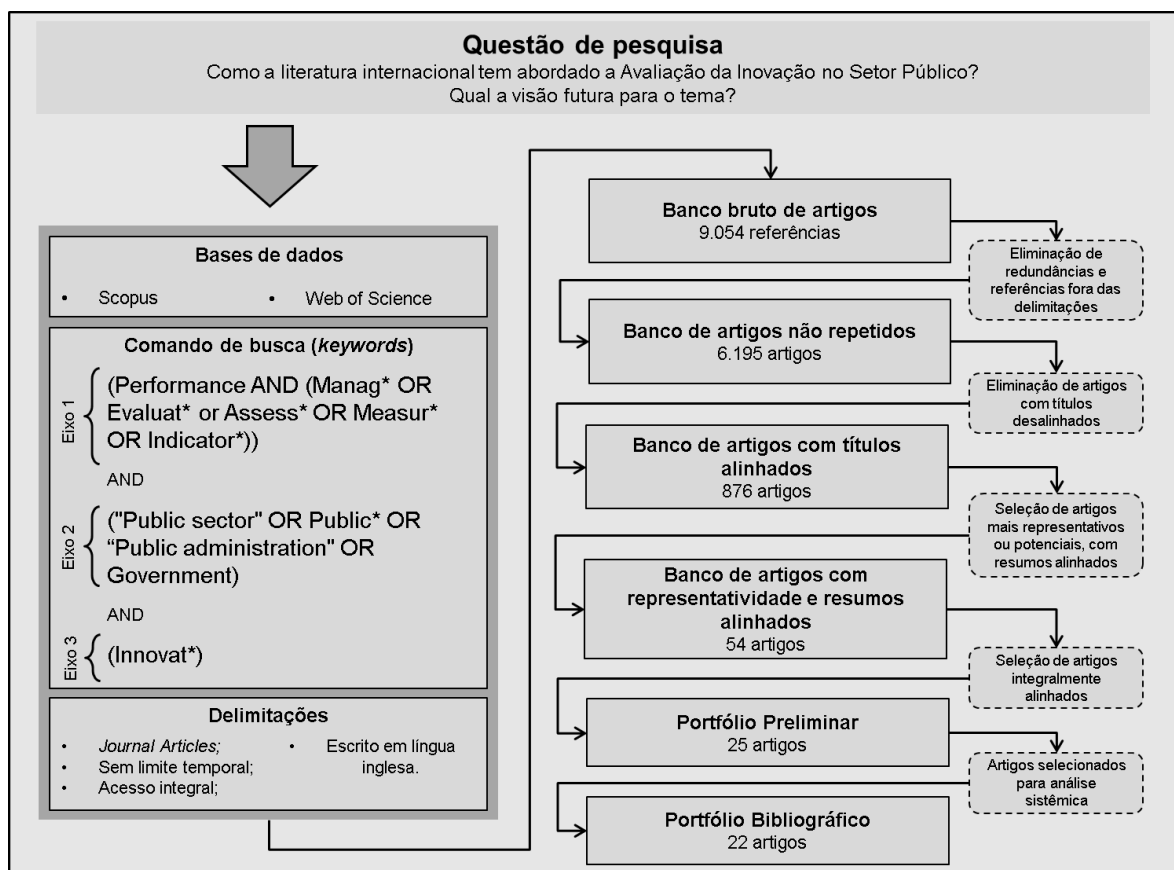 Questão de pesquisa
Como a literatura internacional tem abordado a Avaliação da Inovação no Setor Público?
Qual a visão futura para o tema?
Bases de dados
• Scopus
• Web of Science
Comando de busca (keywords)
Eixo 1
(Performance AND (Manag* OR
Evaluat* or Assess* OR Measur*
OR Indicator*))
AND
Eixo 2
("Public sector" OR Public* OR
“Public administration" OR
Government)
AND
Eixo 3
(Innovat*)
Delimitações
• Journal Articles;
• Sem limite temporal;
• Acesso integral;
• Escrito em língua
inglesa.
Banco bruto de artigos
9.054 referências
Eliminação de
redundâncias e
referências fora das
delimitações
Banco de artigos não repetidos
6.195 artigos
Eliminação de artigos
com títulos
desalinhados
Banco de artigos com títulos
alinhados
876 artigos
Seleção de artigos
mais representativos
ou potenciais, com
resumos alinhados
Banco de artigos com
representatividade e resumos
alinhados
54 artigos
Seleção de artigos
integralmente
alinhados
Portfólio Preliminar
25 artigos
Artigos selecionados
para análise
sistêmica
Portfólio Bibliográfico
22 artigos